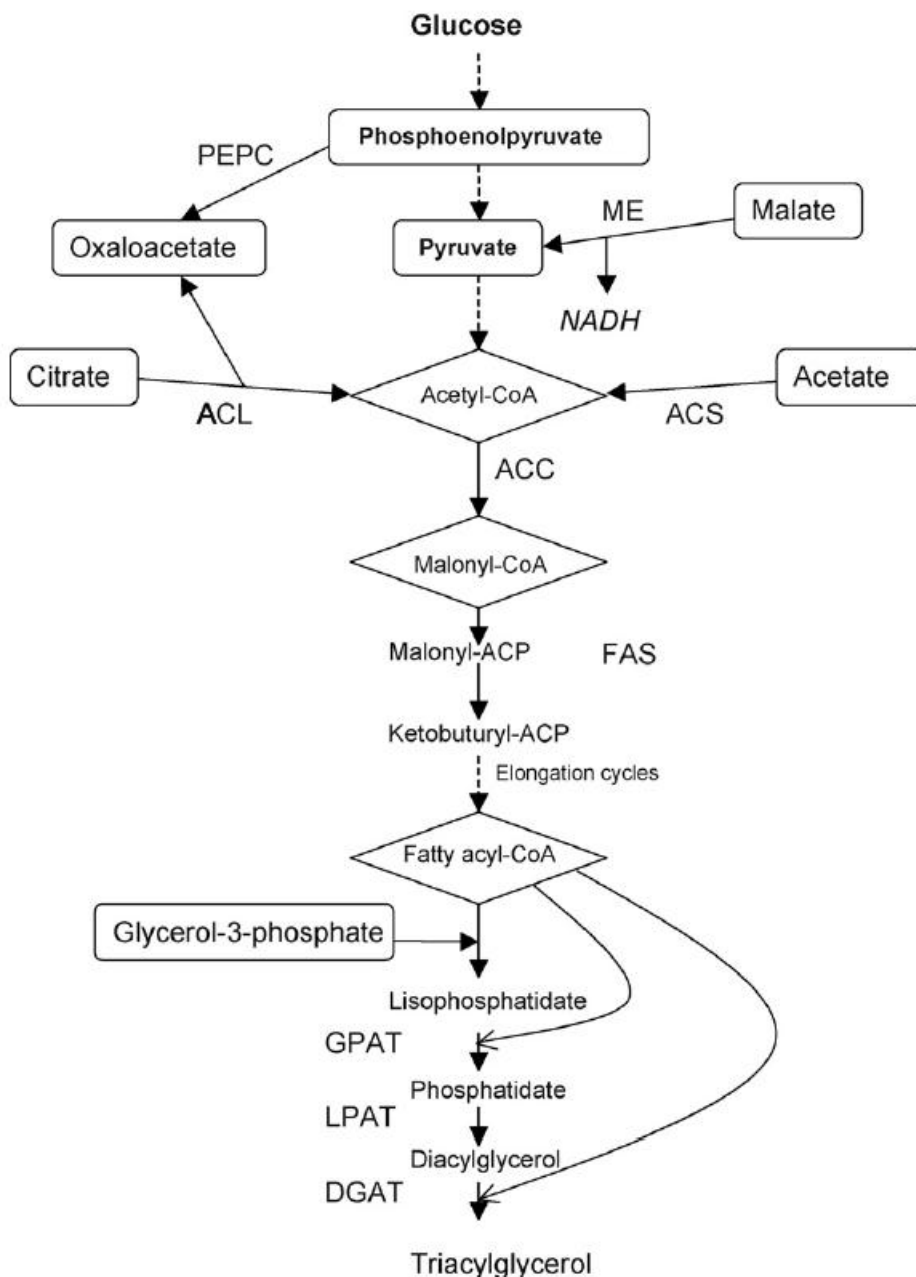 Glucose
Phosphoenolpyruvate
PEPC
ME
Malate
Oxaloacetate
Pyruvate
NADH
Citrate
Acetyl-CoA
Acetate
ACL
ACS
ACC
Malonyl-CoA
Malonyl-ACP
FAS
Ketobuturyl-ACP
Elongation cycles
Fatty acyl-CoA
Glycerol-3-phosphate
Lisophosphatidate
GPAT
Phosphatidate
LPAT
Diacylglycerol
DGAT
Triacylglycerol